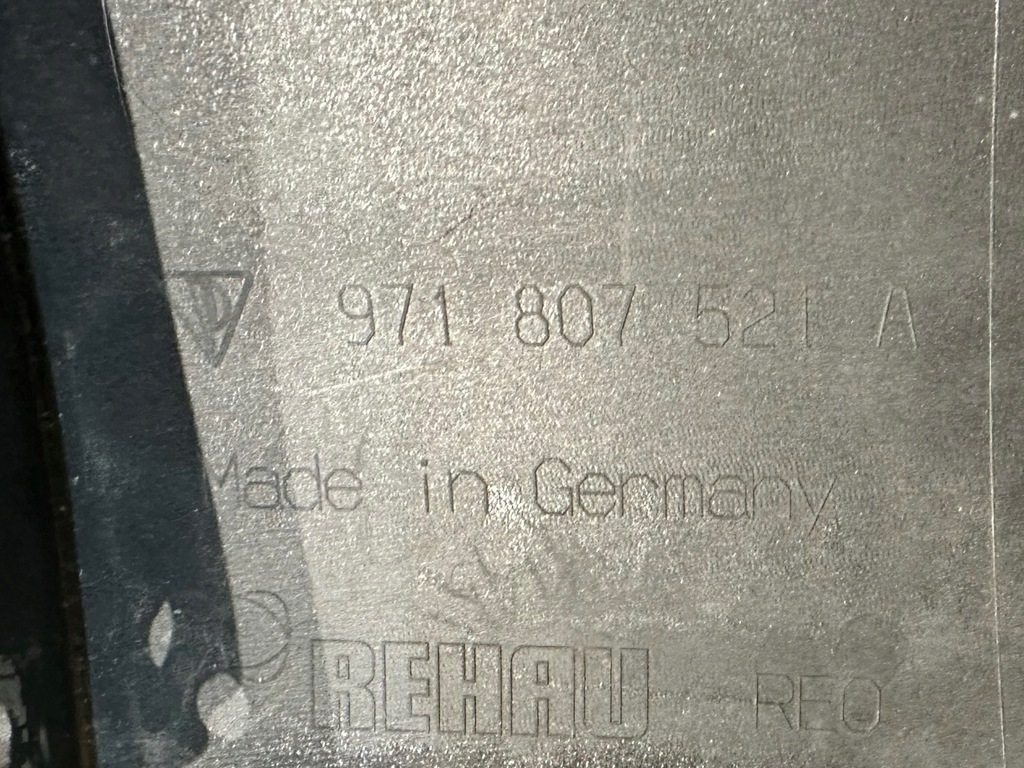 971 807 521 A
Made in Germany
REHAU REO